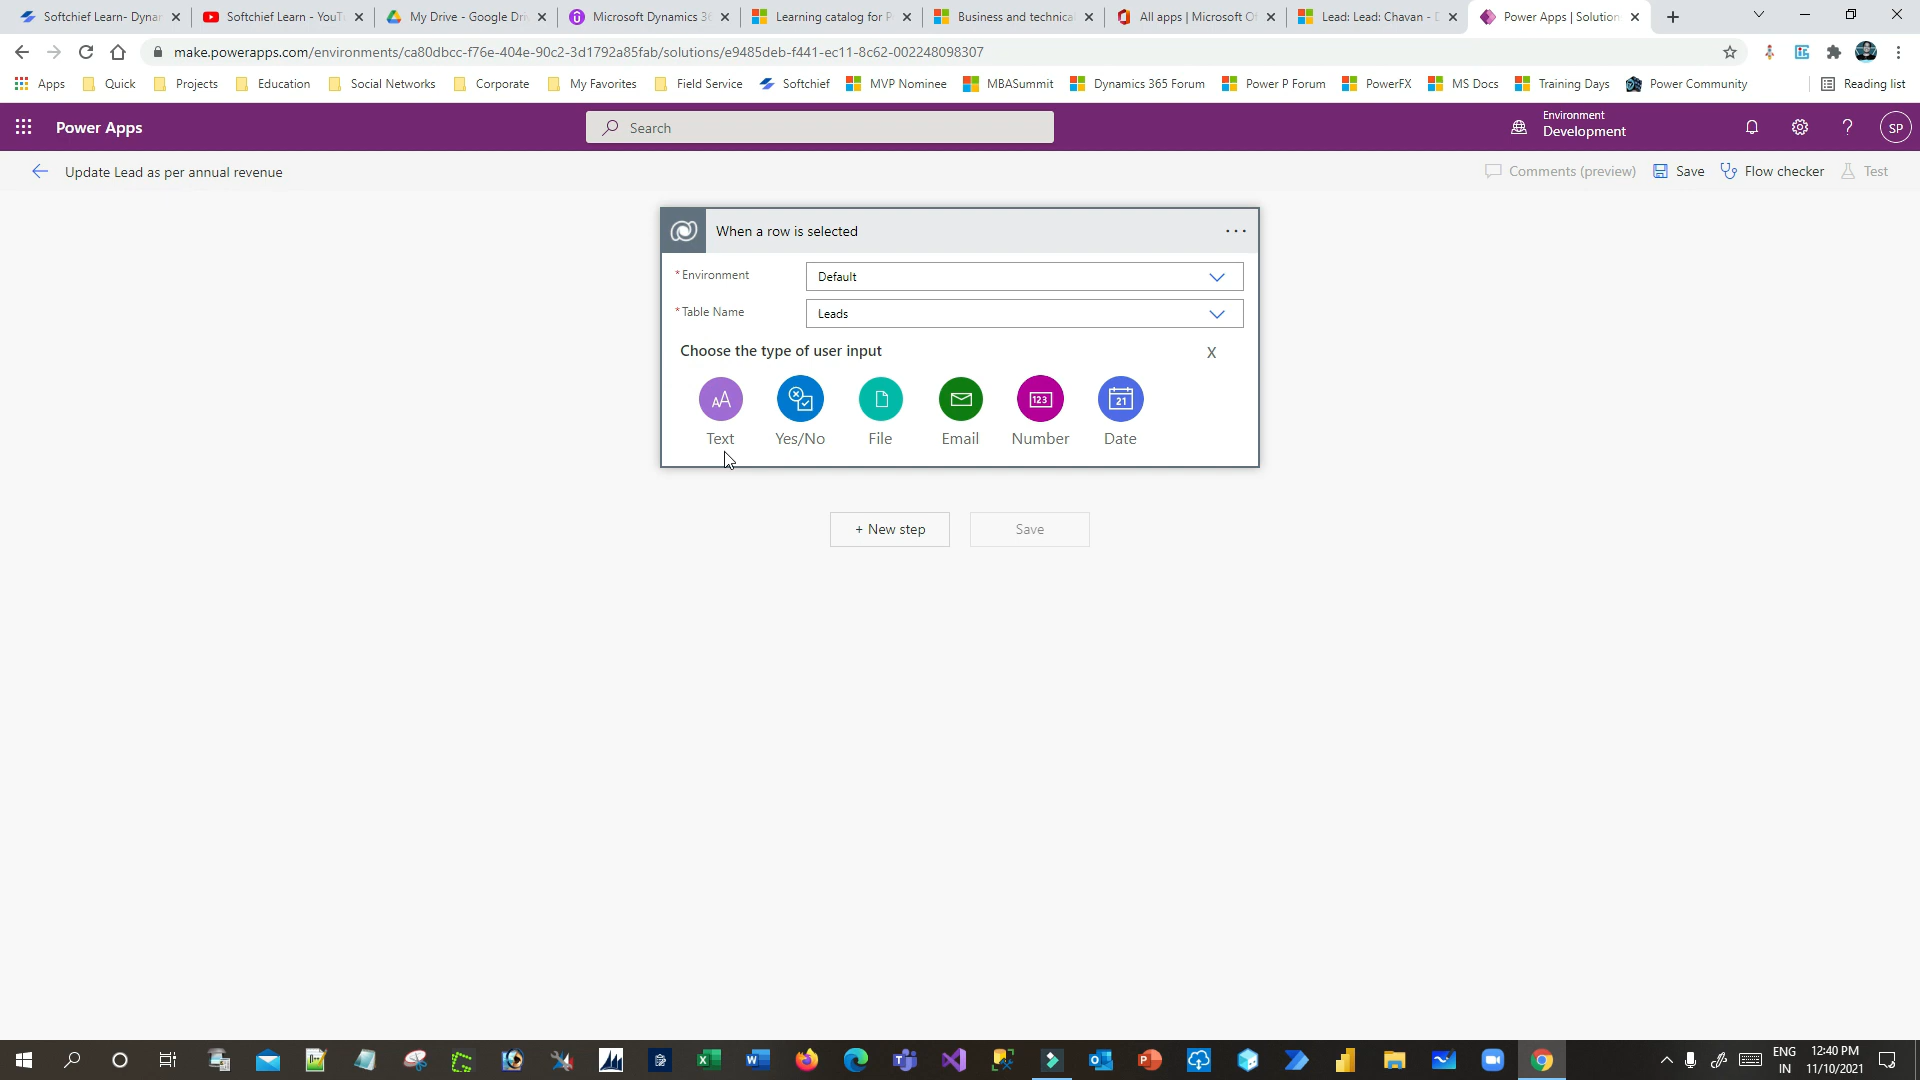 Softchief Learn- Dynar
Softchief Learn - YouT
My Drive - Google Dri
Microsoft Dynamics 3
Learning catalog for P
Business and technica
All apps | Microsoft O
Lead: Lead: Chavan - D
Power Apps | Solution
make.powerapps.com/environments/ca80dbcc-f76e-404e-90c2-3d1792a85fab/solutions/e9485deb-f441-ec11-8c62-002248098307
Apps
Quick
Projects
Education
Social Networks
Corporate
My Favorites
Field Service
Softchief
MVP Nominee
MBASummit
Dynamics 365 Forum
Power P Forum
PowerFX
MS Docs
Training Days
Power Community
Reading list
Power Apps
Search
Environment
Development
?
SP
Update Lead as per annual revenue
Comments (preview)
Save
Flow checker
Test
When a row is selected
...
* Environment
Default
* Table Name
Leads
Choose the type of user input
X
AA
123
21
Text
Yes/No
File
Email
Number
Date
+ New step
Save
ENG
IN
12:40 PM
11/10/2021